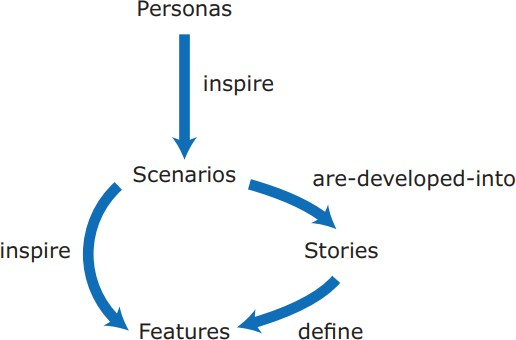 Personas
inspire
Scenarios
are-developed-into
inspire
Stories
Features
define